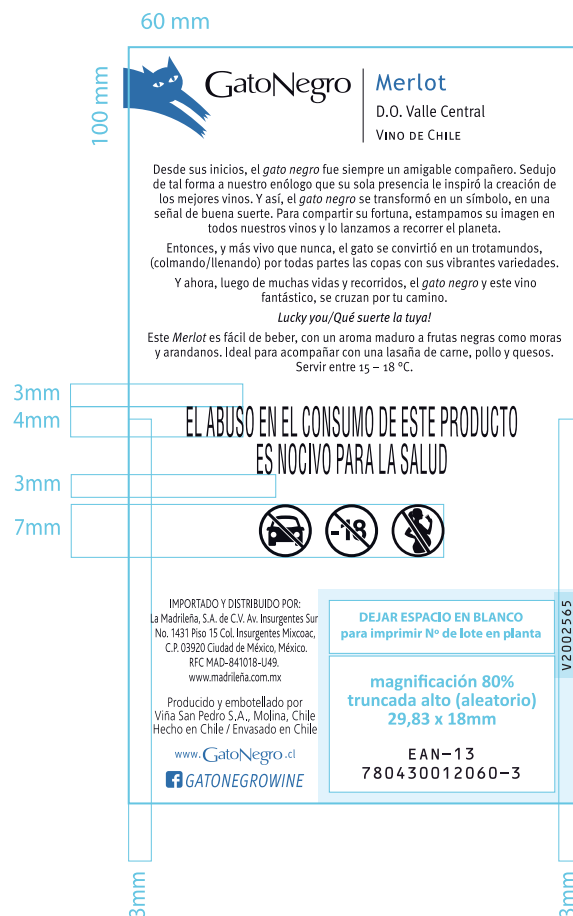 60 mm
100 mm
GatoNegro
Merlot
D.O. Valle Central
VINO DE CHILE
Desde sus inicios, el gato negro fue siempre un amigable compañero. Sedujo
de tal forma a nuestro enólogo que su sola presencia le inspiró la creación de
los mejores vinos. Y así, el gato negro se transformó en un símbolo, en una
señal de buena suerte. Para compartir su fortuna, estampamos su imagen en
todos nuestros vinos y lo lanzamos a recorrer el planeta.
Entonces, y más vivo que nunca, el gato se convirtió en un trotamundos,
(colmando/llenando) por todas partes las copas con sus vibrantes variedades.
Y ahora, luego de muchas vidas y recorridos, el gato negro y este vino
fantástico, se cruzan por tu camino.
Lucky you/Qué suerte la tuya!
Este Merlot es fácil de beber, con un aroma maduro a frutas negras como moras
y arandanos. Ideal para acompañar con una lasaña de carne, pollo y quesos.
Servir entre 15 – 18 °C.
3mm
4mm
EL ABUSO EN EL CONSUMO DE ESTE PRODUCTO
ES NOCIVO PARA LA SALUD
3mm
7mm
-18
IMPORTADO Y DISTRIBUIDO POR:
La Madrileña, S.A. de C.V. Av. Insurgentes Sur
No. 1431 Piso 15 Col. Insurgentes Mixcoac,
C.P. 03920 Ciudad de México, México.
RFC MAD-841018-U49.
www.madrileña.com.mx
Producido y embotellado por
Viña San Pedro S.A., Molina, Chile
Hecho en Chile / Envasado en Chile
www.GatoNegro.cl
f GATONEGROWINE
DEJAR ESPACIO EN BLANCO
para imprimir Nº de lote en planta
V2002565
magnificación 80%
truncada alto (aleatorio)
29,83 x 18mm
EAN-13
780430012060-3
3mm
3mm